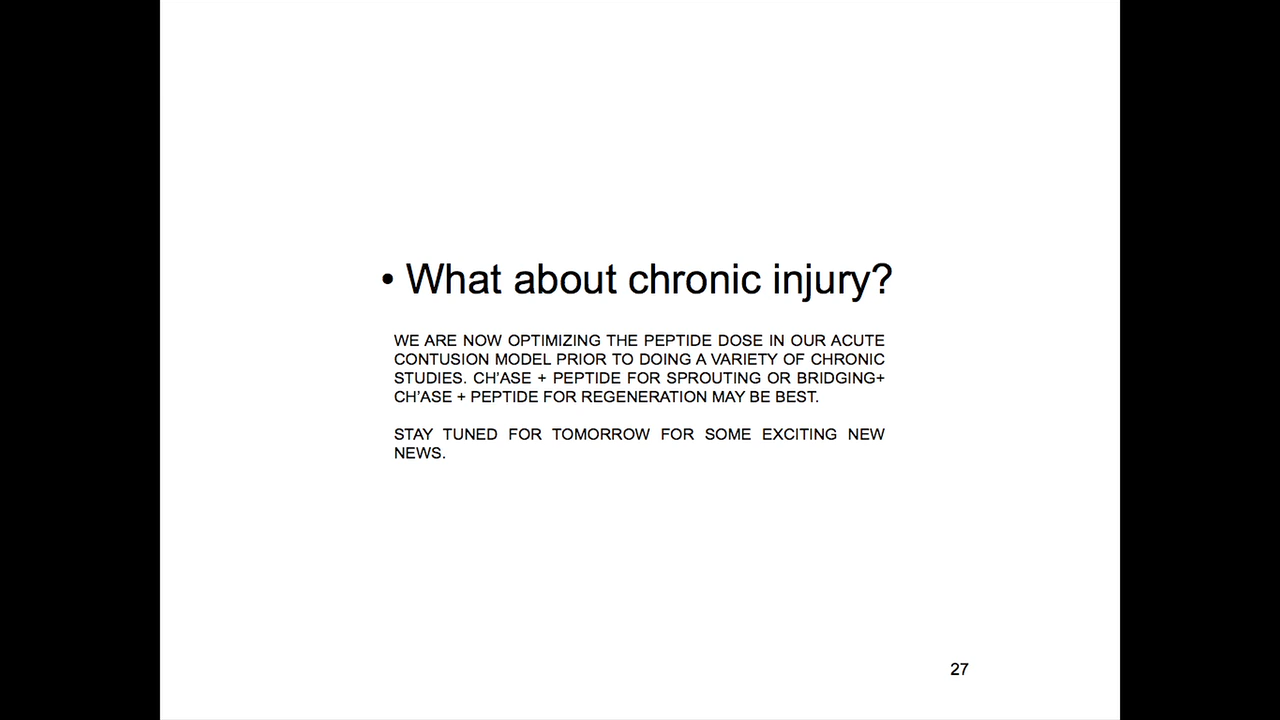 • What about chronic injury?
WE ARE NOW OPTIMIZING THE PEPTIDE DOSE IN OUR ACUTE
CONTUSION MODEL PRIOR TO DOING A VARIETY OF CHRONIC
STUDIES. CH’ASE + PEPTIDE FOR SPROUTING OR BRIDGING+
CH’ASE + PEPTIDE FOR REGENERATION MAY BE BEST.
STAY TUNED FOR TOMORROW FOR SOME EXCITING NEW
NEWS.
27